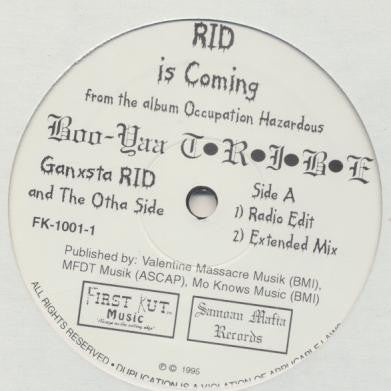 RID
is Coming
from the album Occupation Hazardous
Boo-Yaa T•R•I•B•E
Ganxsta RID
and The Otha Side
FK-1001-1
Side A
1) Radio Edit
2) Extended Mix
Published by: Valentine Massacre Musik (BMI),
MFDT Musik (ASCAP), Mo Knows Music (BMI)
FIRST KUT
Music
Samoan Mafia
Records
℗ © 1995
ALL RIGHTS RESERVED • DUPLICATION IS A VIOLATION OF APPLICABLE LAWS